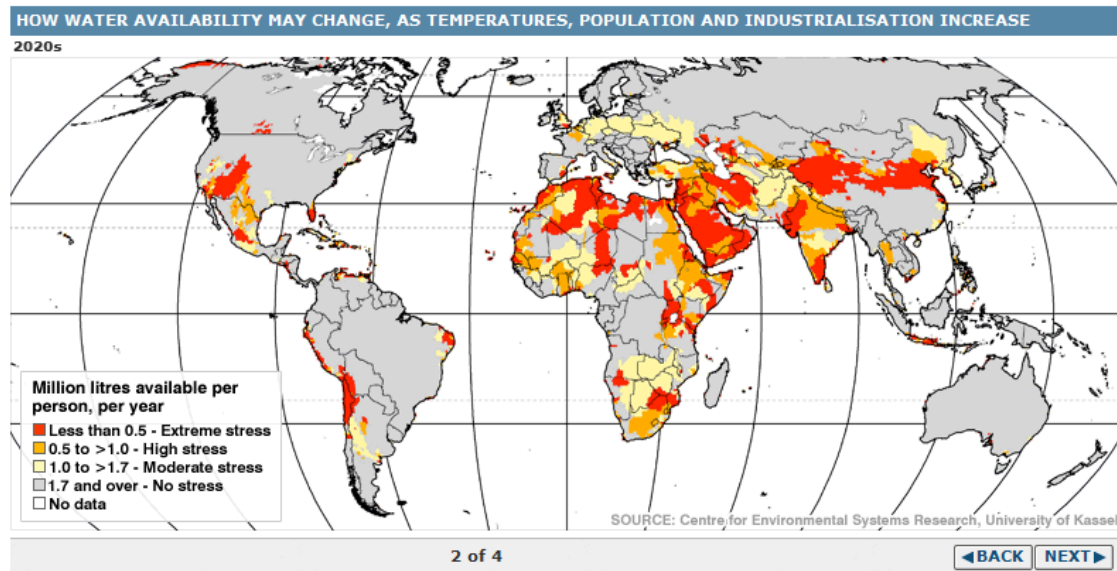 HOW WATER AVAILABILITY MAY CHANGE, AS TEMPERATURES, POPULATION AND INDUSTRIALISATION INCREASE
2020s
Million litres available per
person, per year
Less than 0.5 - Extreme stress
0.5 to >1.0 - High stress
1.0 to >1.7 - Moderate stress
1.7 and over - No stress
No data
SOURCE: Centre for Environmental Systems Research, University of Kassel
2 of 4
◄BACK
NEXT►